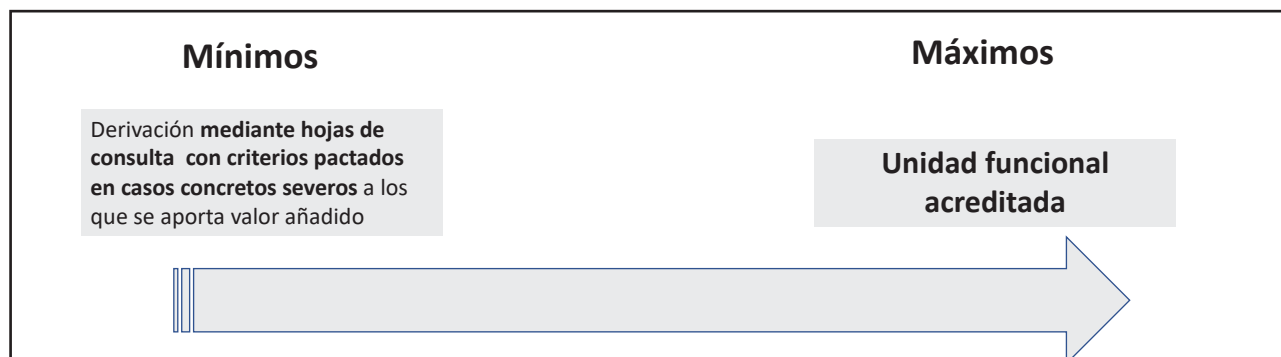 Mínimos
Máximos
Derivación mediante hojas de
consulta con criterios pactados
en casos concretos severos a los
que se aporta valor añadido
Unidad funcional
acreditada